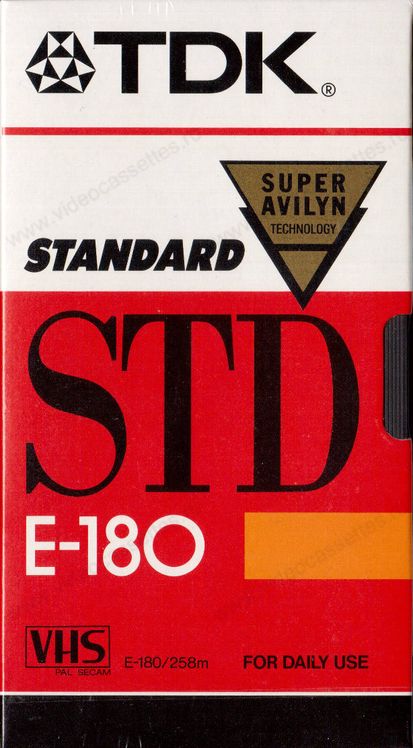 TDK®
SUPER
AVILYN
TECHNOLOGY
STANDARD
STD
E-180
VHS
PAL SECAM
E-180/258m
FOR DAILY USE